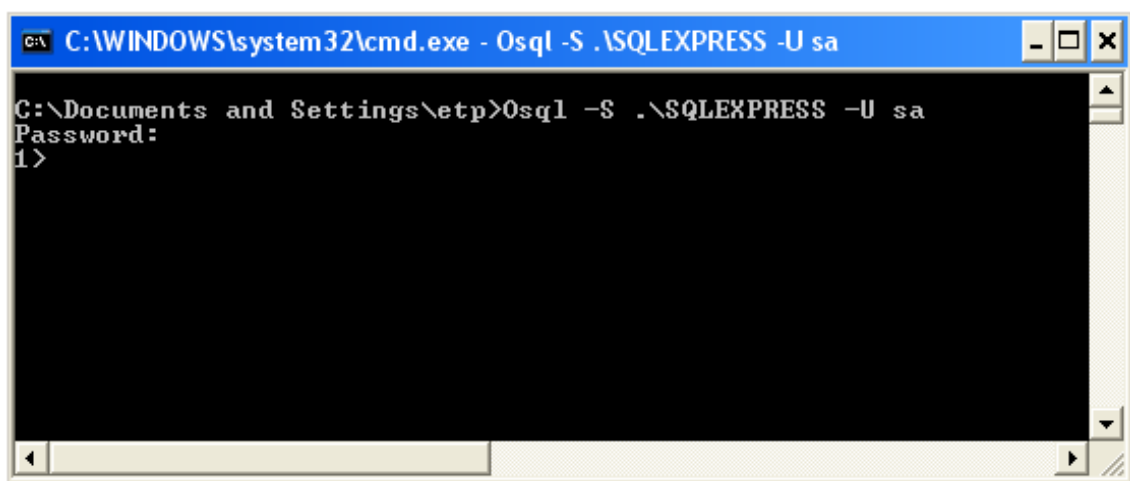 C:\WINDOWS\system32\cmd.exe - Osql -S .\SQLEXPRESS -U sa
C:\Documents and Settings\etp>Osql -S .\SQLEXPRESS -U sa
Password:
1>